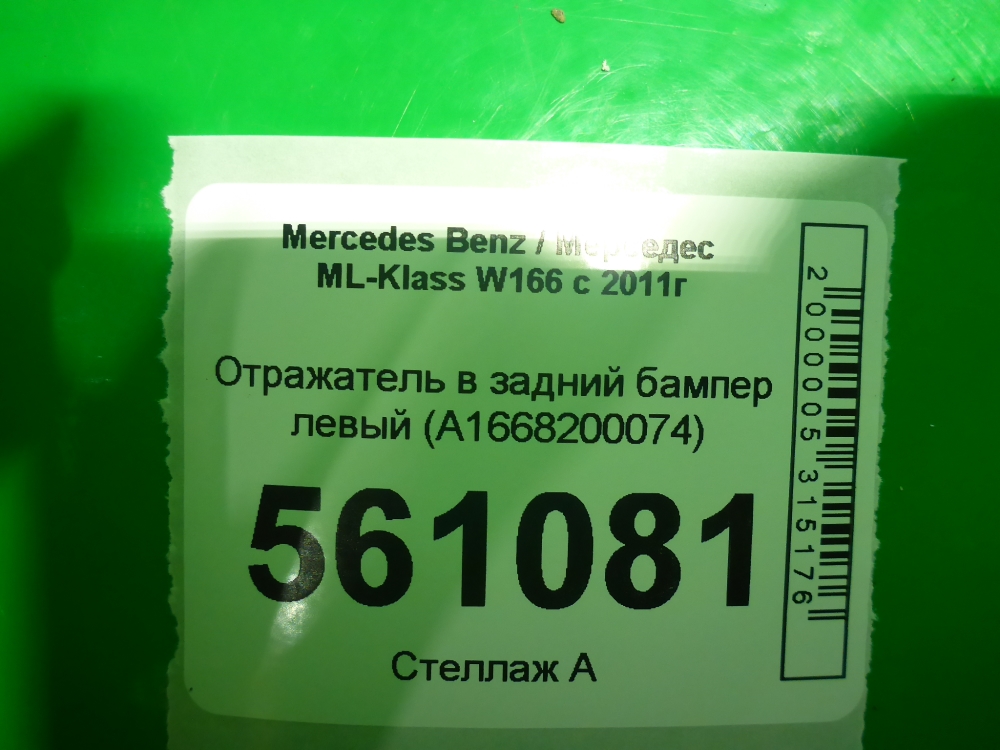 Mercedes Benz / Мерседес
ML-Klass W166 с 2011г
Отражатель в задний бампер
левый (A1668200074)
561081
Стеллаж А
2000005315176